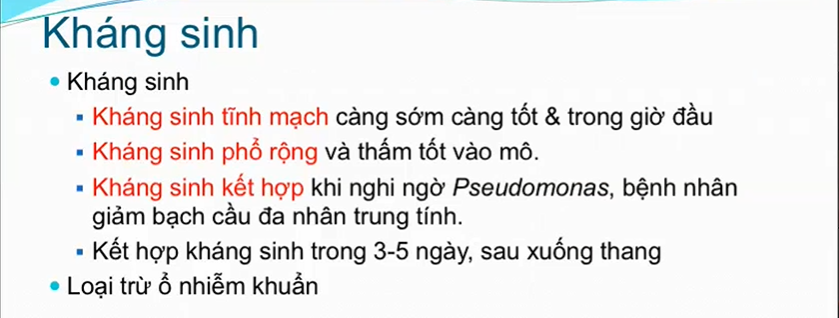 Kháng sinh
Kháng sinh
Kháng sinh tĩnh mạch càng sớm càng tốt & trong giờ đầu
Kháng sinh phổ rộng và thấm tốt vào mô.
Kháng sinh kết hợp khi nghi ngờ Pseudomonas, bệnh nhân
giảm bạch cầu đa nhân trung tính.
Kết hợp kháng sinh trong 3-5 ngày, sau xuống thang
Loại trừ ổ nhiễm khuẩn